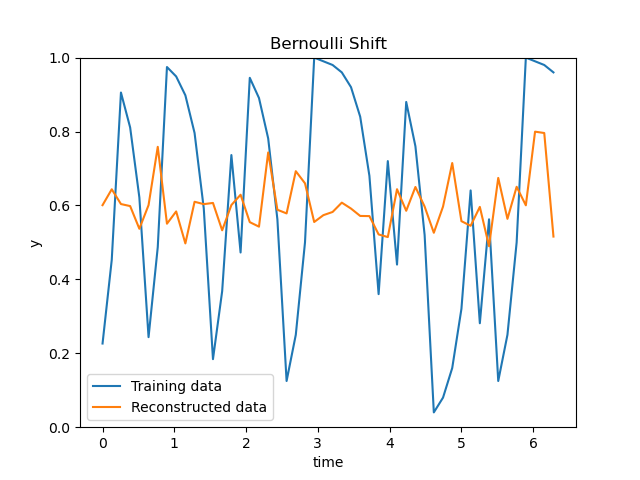 Bernoulli Shift
1.0
0.8
0.6
0.4
0.2
0.0
y
Training data
Reconstructed data
0 1 2 3 4 5 6
time